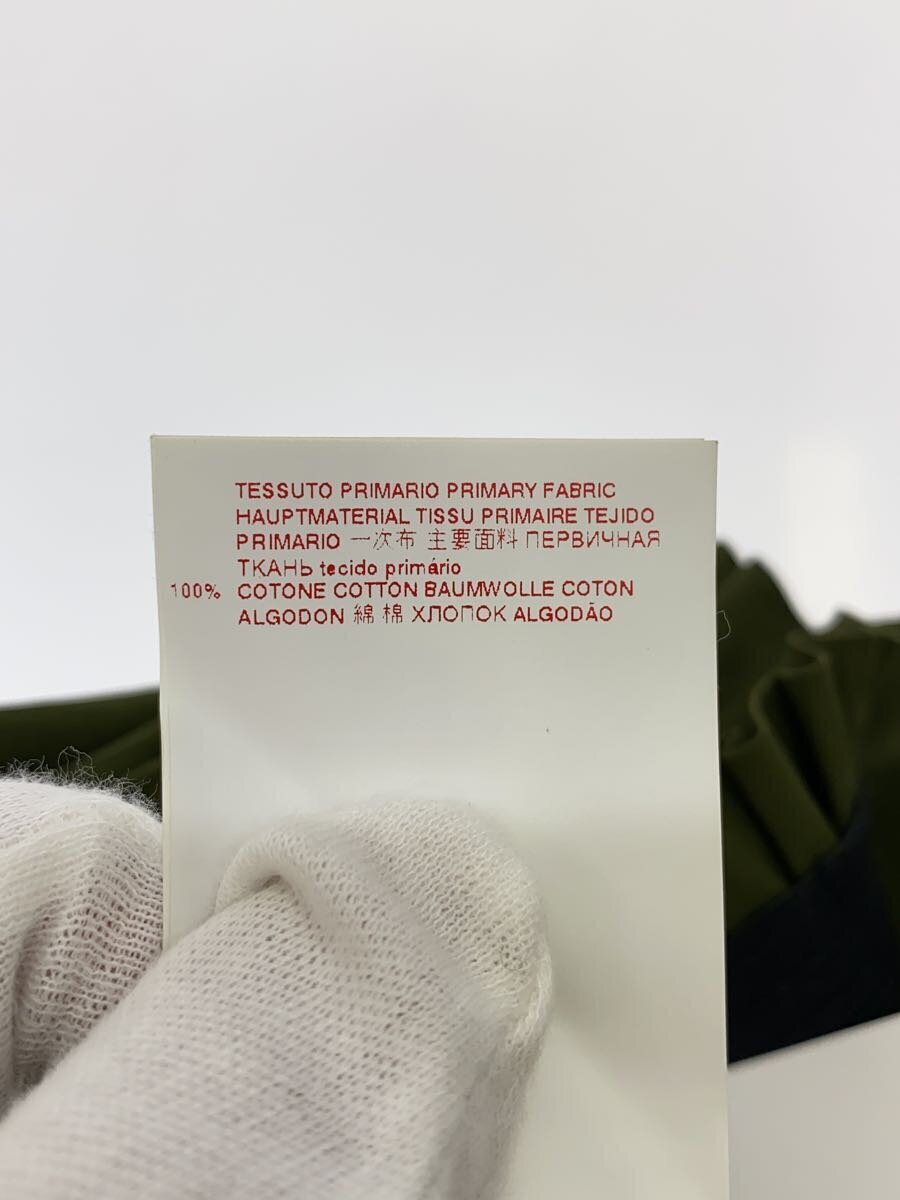 TESSUTO PRIMARIO PRIMARY FABRIC
HAUPTMATERIAL TISSU PRIMAIRE TEJIDO
PRIMARIO 一次布 主要面料 ПЕРВИЧНАЯ
ТКАНЬ tecido primário
100% COTONE COTTON BAUMWOLLE COTON
ALGODON 綿 棉 ХЛОПОК ALGODÃO